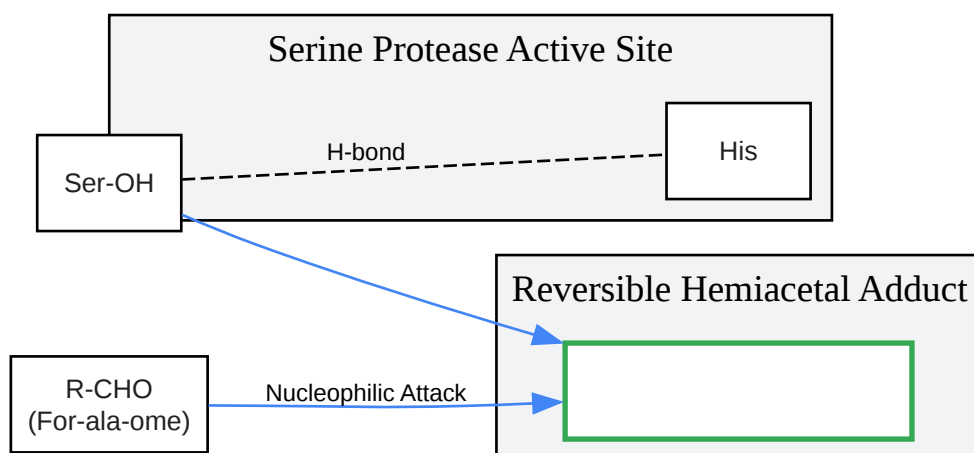 Serine Protease Active Site
H-bond
His
Ser-OH
Reversible Hemiacetal Adduct
R-CHO
(For-ala-ome)
Nucleophilic Attack